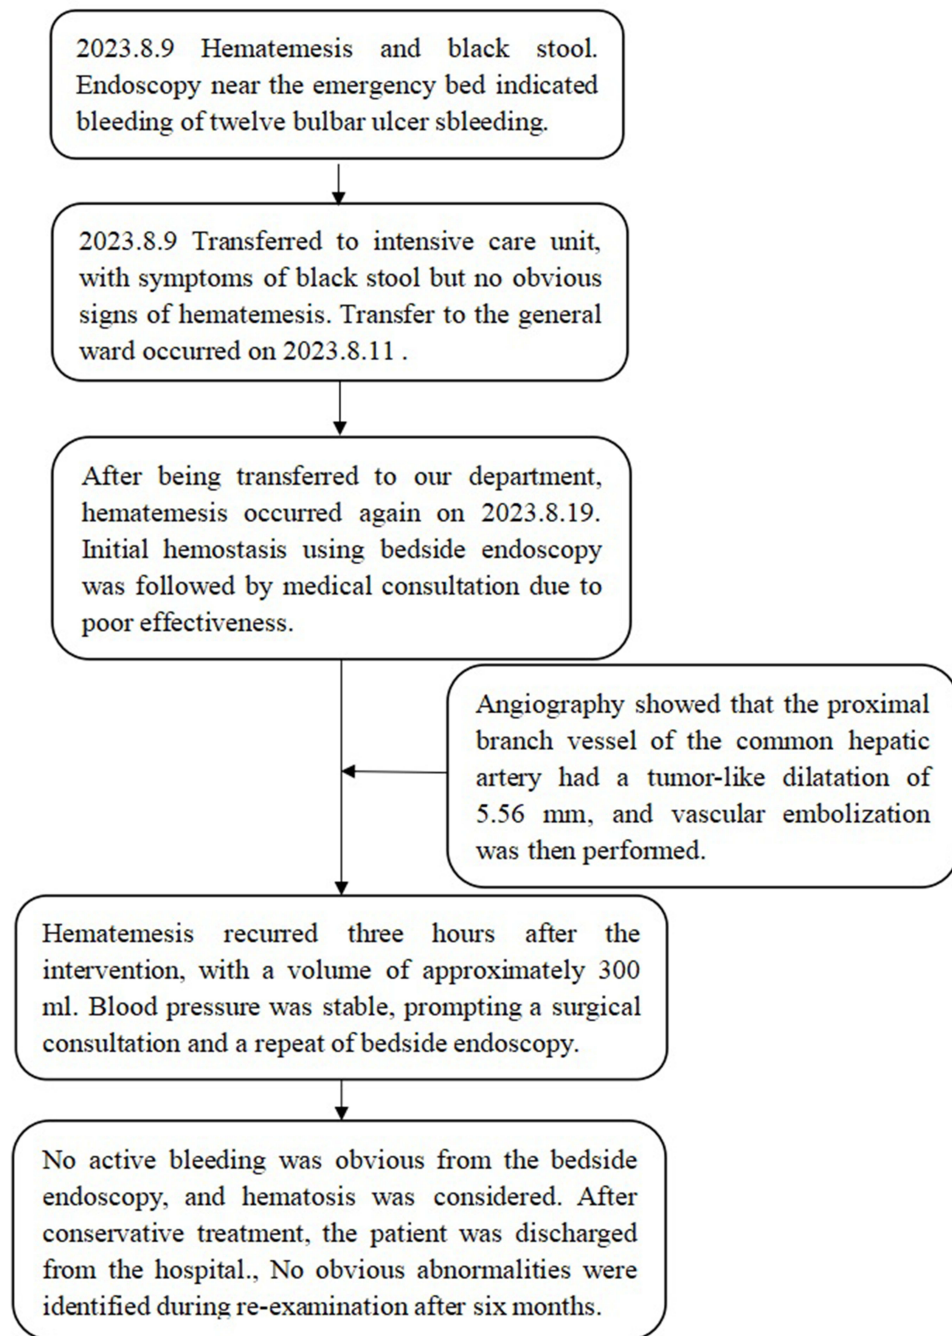 2023.8.9 Hematemesis and black stool.
Endoscopy near the emergency bed indicated
bleeding of twelve bulbar ulcer sbleeding.
2023.8.9 Transferred to intensive care unit,
with symptoms of black stool but no obvious
signs of hematemesis. Transfer to the general
ward occurred on 2023.8.11 .
After being transferred to our department,
hematemesis occurred again on 2023.8.19.
Initial hemostasis using bedside endoscopy
was followed by medical consultation due to
poor effectiveness.
Angiography showed that the proximal
branch vessel of the common hepatic
artery had a tumor-like dilatation of
5.56 mm, and vascular embolization
was then performed.
Hematemesis recurred three hours after the
intervention, with a volume of approximately 300
ml. Blood pressure was stable, prompting a surgical
consultation and a repeat of bedside endoscopy.
No active bleeding was obvious from the bedside
endoscopy, and hematosis was considered. After
conservative treatment, the patient was discharged
from the hospital., No obvious abnormalities were
identified during re-examination after six months.